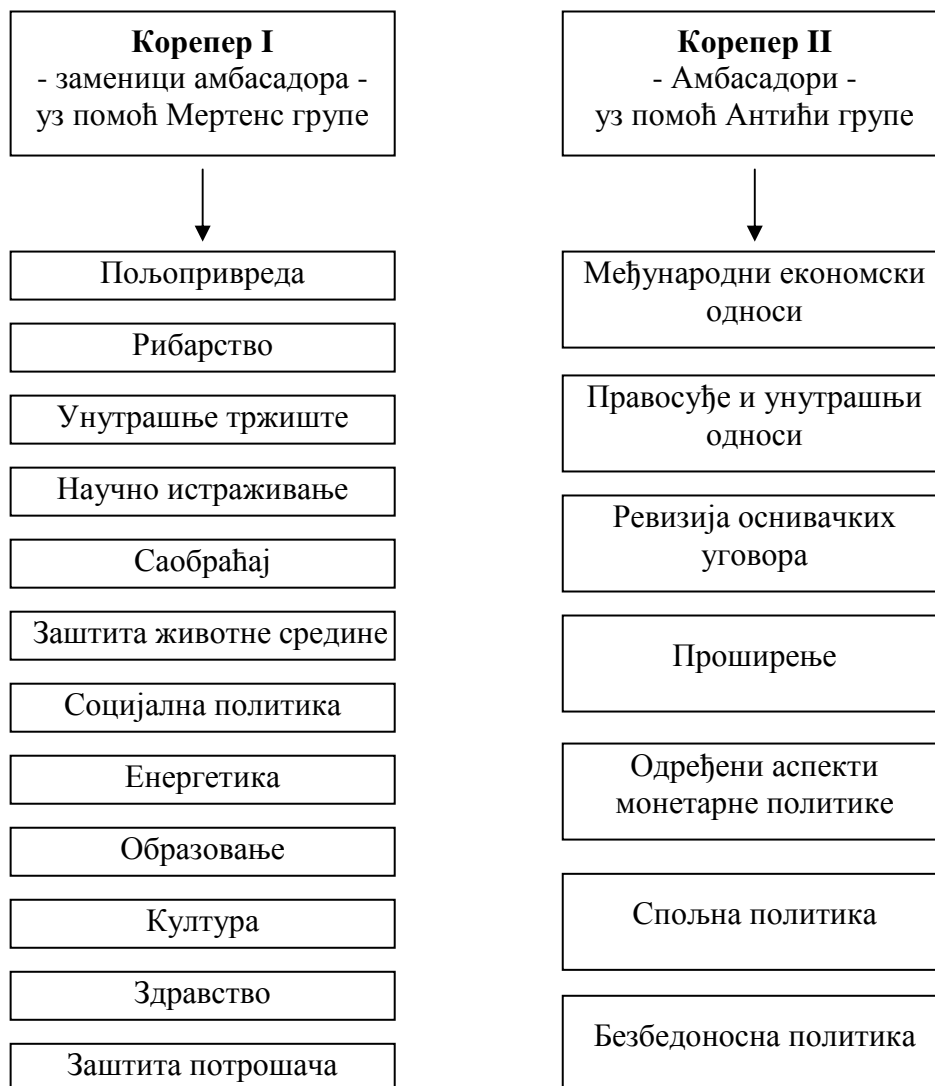 Корепер I
- заменици амбасадора -
уз помоћ Мертенс групе
Пољопривреда
Рибарство
Унутрашње тржиште
Научно истраживање
Саобраћај
Заштита животне средине
Социјална политика
Енергетика
Образовање
Култура
Здравство
Заштита потрошача
Корепер II
- Амбасадори -
уз помоћ Антићи групе
Међународни економски
односи
Правосуђе и унутрашњи
односи
Ревизија оснивачких
уговора
Проширење
Одређени аспекти
монетарне политике
Спољна политика
Безбедоносна политика